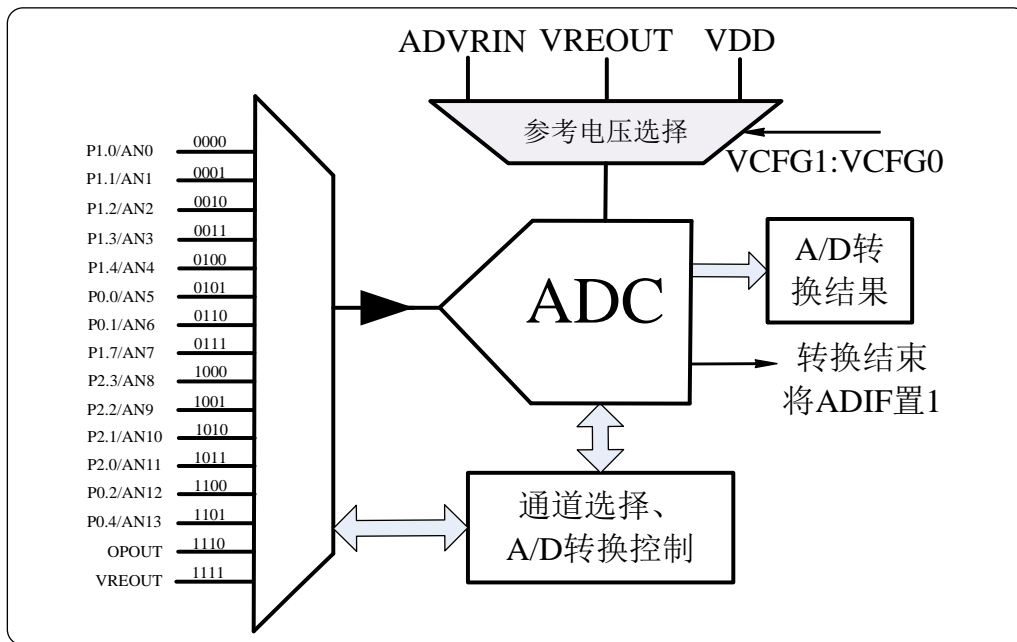 ADVRIN VREOUT VDD
参考电压选择
VCFG1:VCFG0
P1.0/AN0 0000
P1.1/AN1 0001
P1.2/AN2 0010
P1.3/AN3 0011
P1.4/AN4 0100
P0.0/AN5 0101
P0.1/AN6 0110
P1.7/AN7 0111
P2.3/AN8 1000
P2.2/AN9 1001
P2.1/AN10 1010
P2.0/AN11 1011
P0.2/AN12 1100
P0.4/AN13 1101
OPOUT 1110
VREOUT 1111
ADC
A/D转
换结果
转换结束
将ADIF置1
通道选择、
A/D转换控制